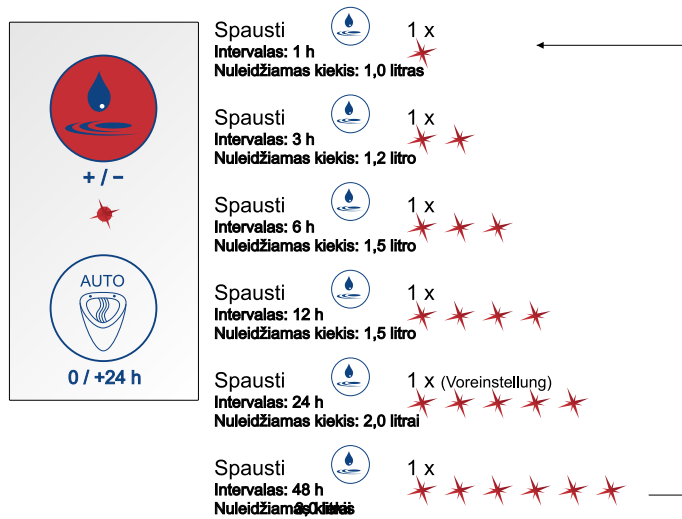 + / −
AUTO
0 / +24 h
Spausti 1 x
Intervalas: 1 h
Nuleidžiamas kiekis: 1,0 litras
Spausti 1 x
Intervalas: 3 h
Nuleidžiamas kiekis: 1,2 litro
Spausti 1 x
Intervalas: 6 h
Nuleidžiamas kiekis: 1,5 litro
Spausti 1 x
Intervalas: 12 h
Nuleidžiamas kiekis: 1,5 litro
Spausti 1 x (Voreinstellung)
Intervalas: 24 h
Nuleidžiamas kiekis: 2,0 litrai
Spausti 1 x
Intervalas: 48 h
Nuleidžiamas